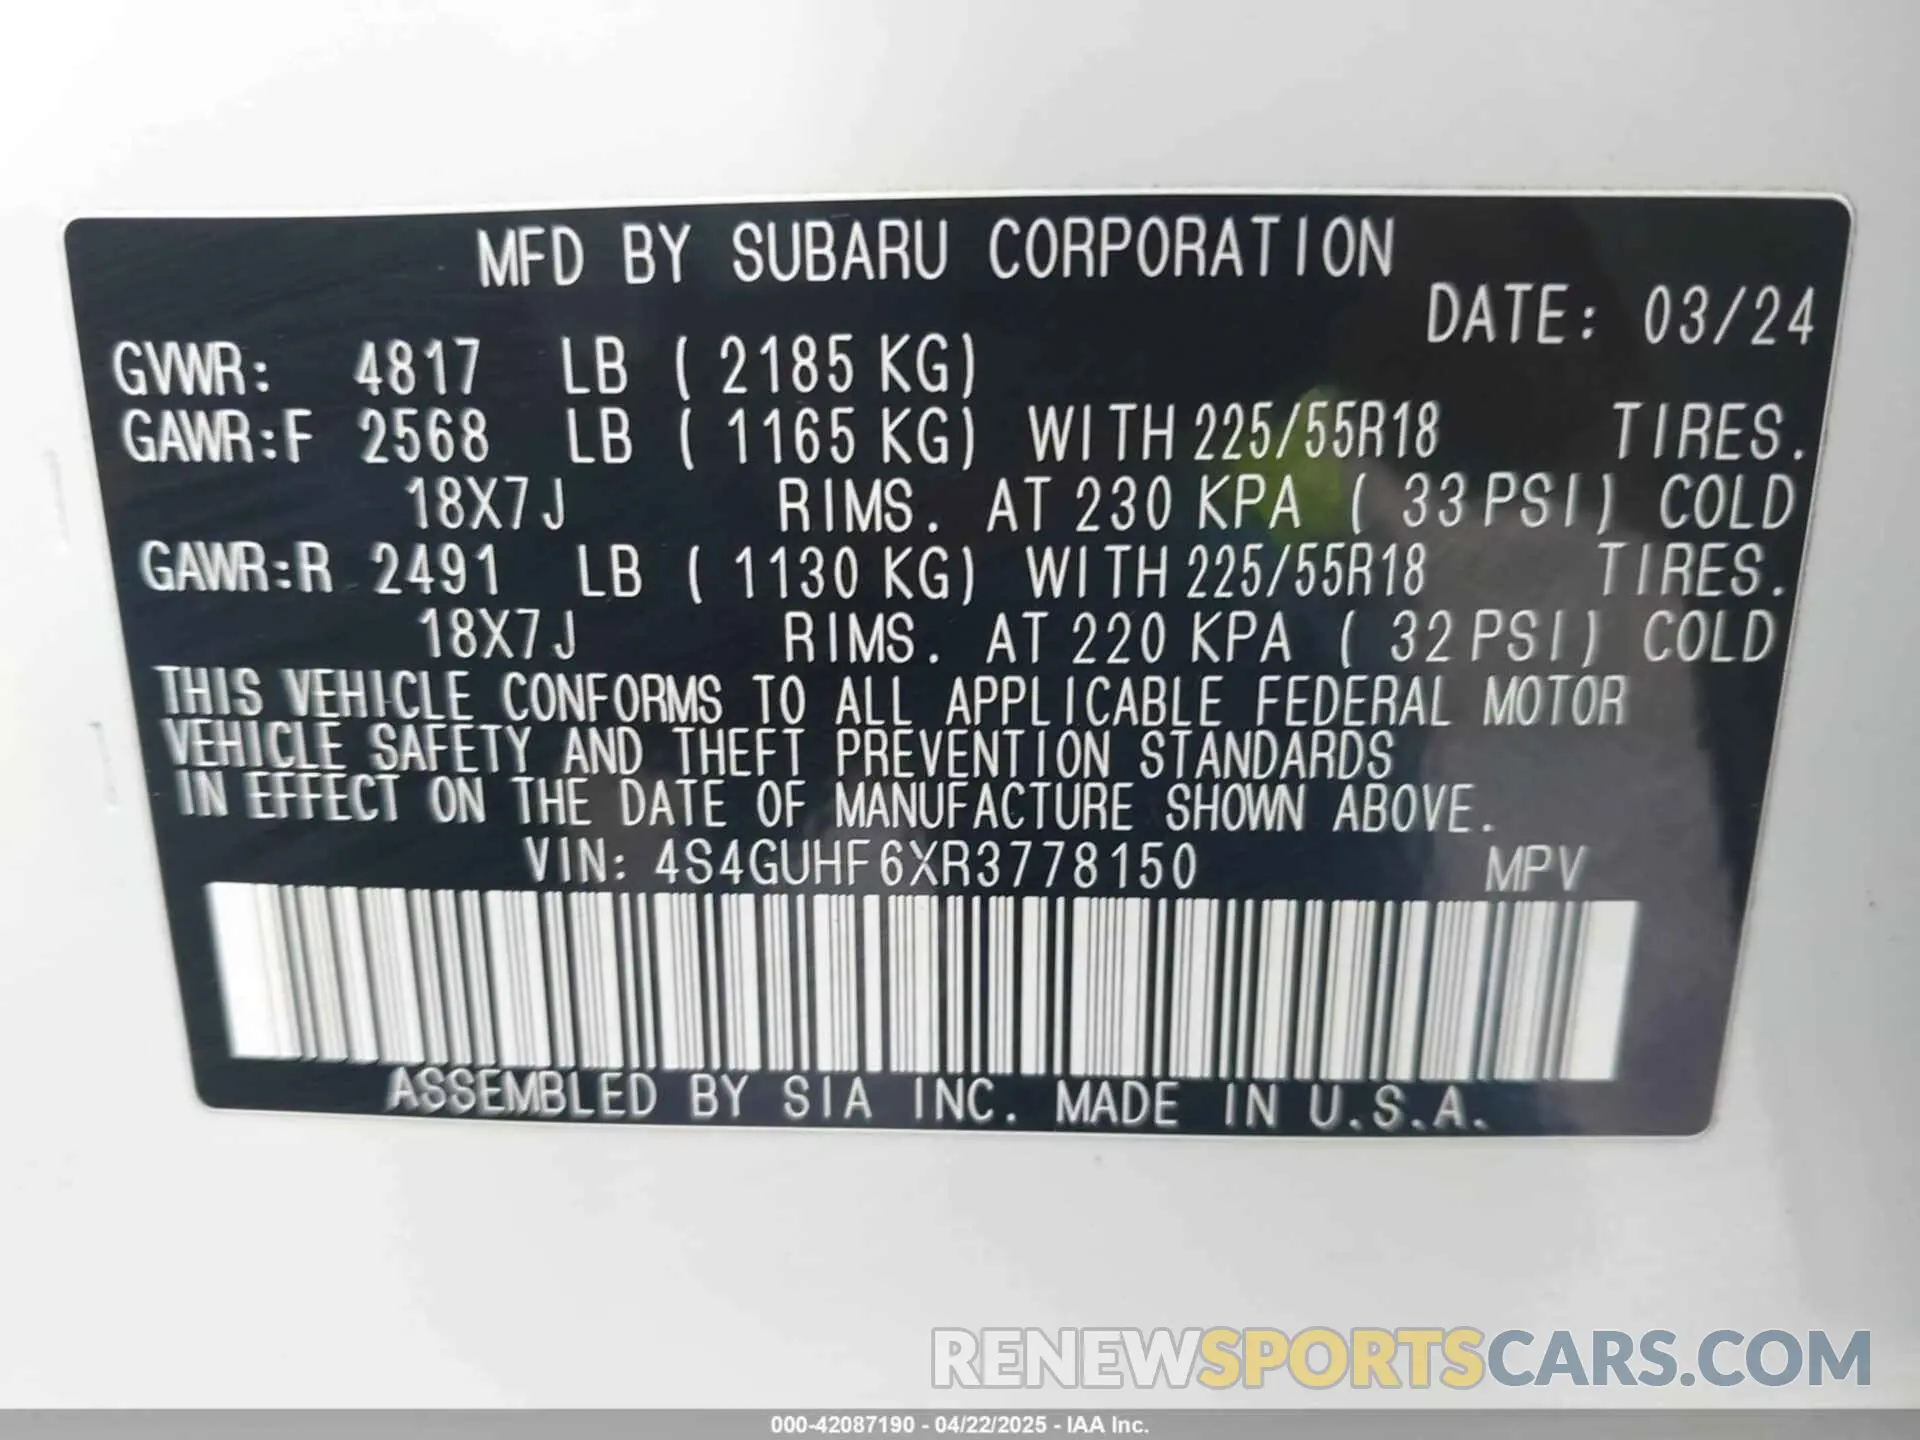 MFD BY SUBARU CORPORATION
DATE: 03/24
GVWR: 4817 LB ( 2185 KG)
GAWR:F 2568 LB ( 1165 KG) WITH 225/55R18 TIRES.
18X7J RIMS. AT 230 KPA ( 33 PSI) COLD
GAWR:R 2491 LB ( 1130 KG) WITH 225/55R18 TIRES.
18X7J RIMS. AT 220 KPA ( 32 PSI) COLD
THIS VEHICLE CONFORMS TO ALL APPLICABLE FEDERAL MOTOR
VEHICLE SAFETY AND THEFT PREVENTION STANDARDS
IN EFFECT ON THE DATE OF MANUFACTURE SHOWN ABOVE.
VIN: 4S4GUHF6XR3778150 MPV
ASSEMBLED BY SIA INC. MADE IN U.S.A.
RENEWSPORTSCARS.COM
000-42087190 - 04/22/2025 - IAA Inc.